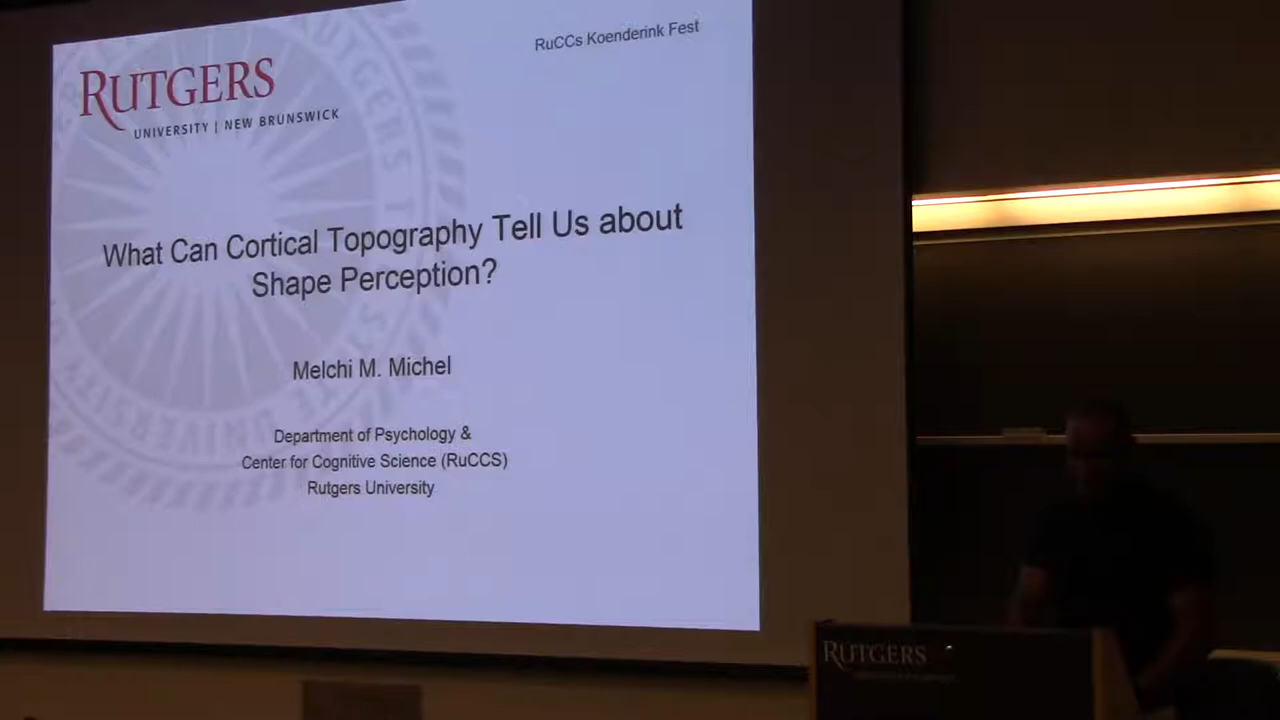 RuCCs Koenderink Fest
RUTGERS
UNIVERSITY | NEW BRUNSWICK
What Can Cortical Topography Tell Us about
Shape Perception?
Melchi M. Michel
Department of Psychology &
Center for Cognitive Science (RuCCS)
Rutgers University
RUTGERS